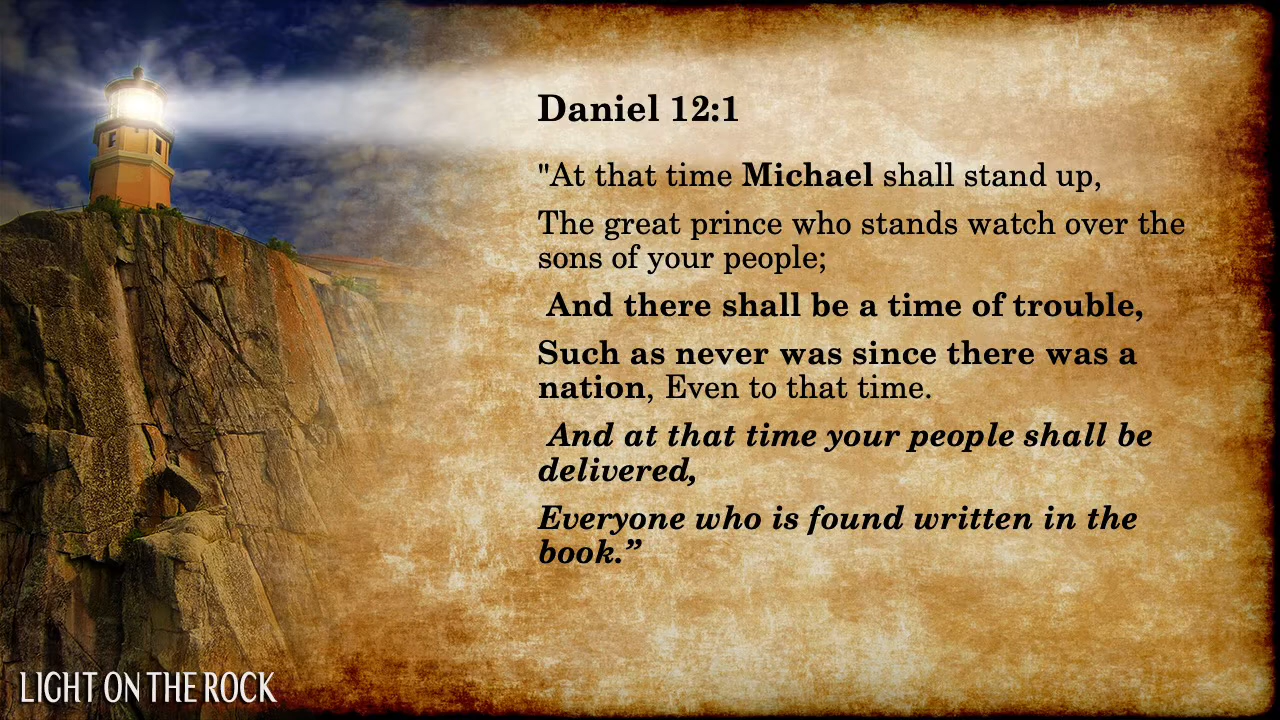 Daniel 12:1
"At that time Michael shall stand up,
The great prince who stands watch over the
sons of your people;
And there shall be a time of trouble,
Such as never was since there was a
nation, Even to that time.
And at that time your people shall be
delivered,
Everyone who is found written in the
book.”
LIGHT ON THE ROCK